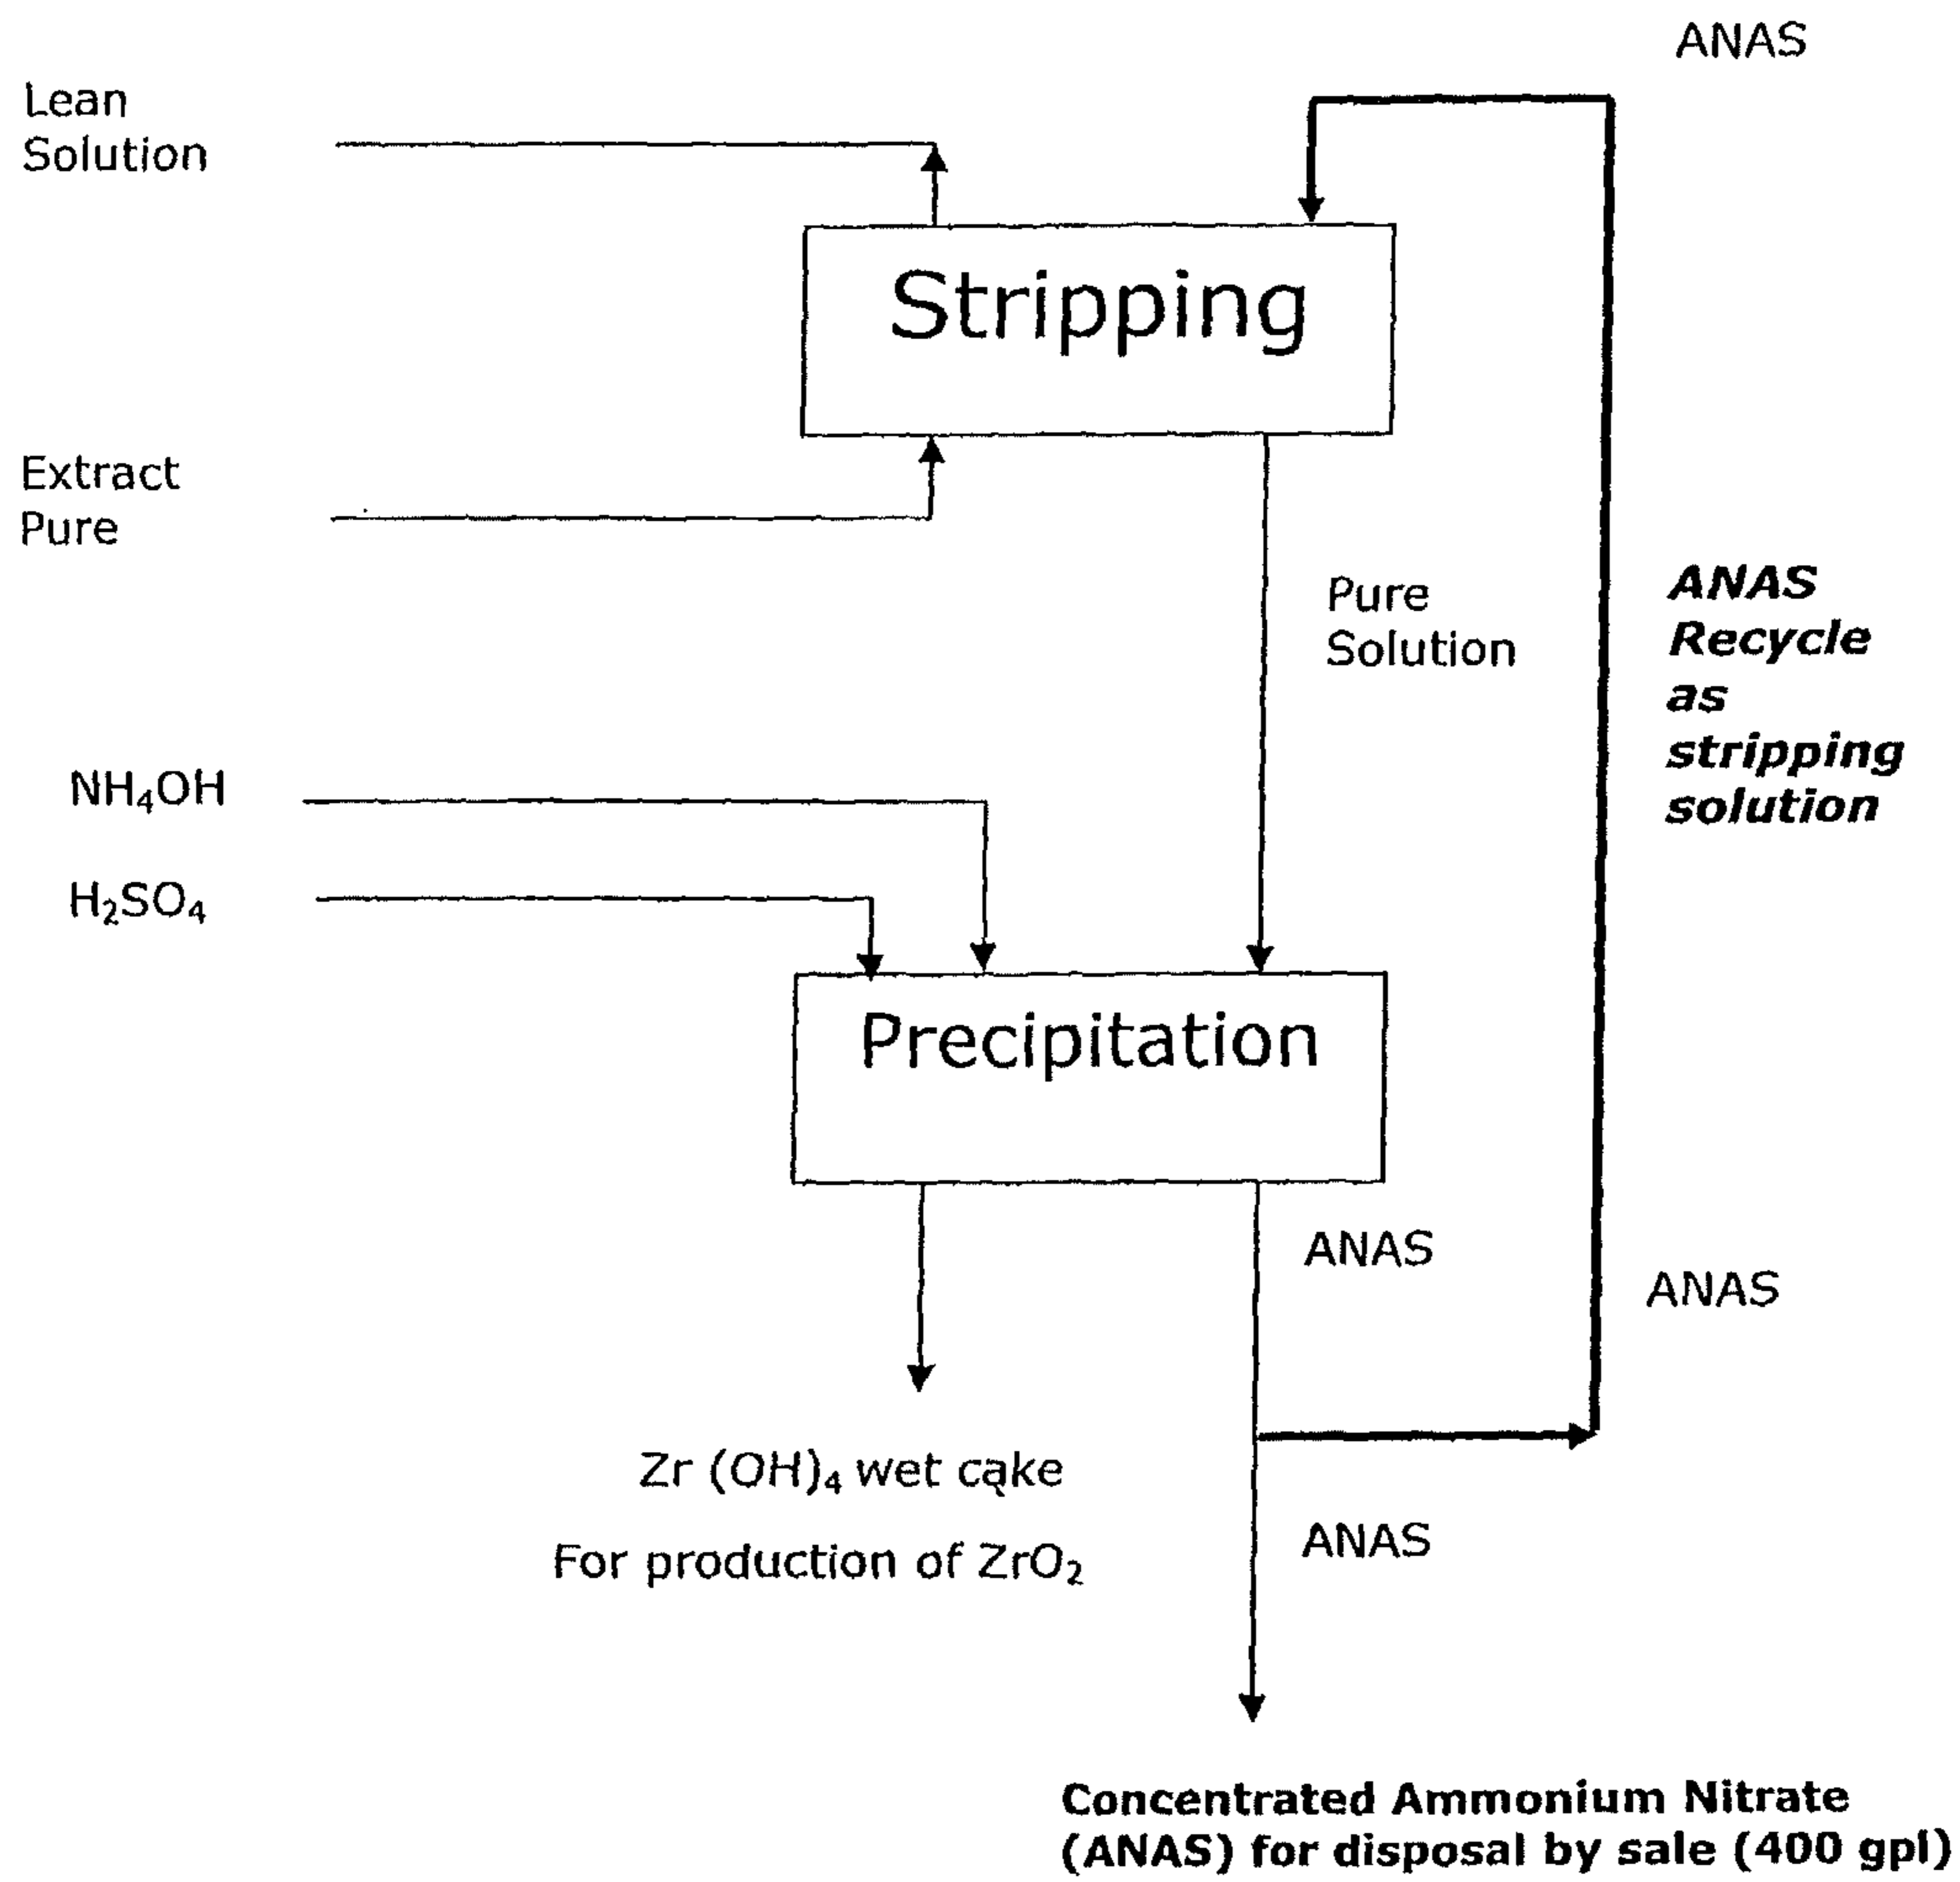 ANAS
Lean
Solution
Stripping
Extract
Pure
Pure
Solution
ANAS
Recycle
as
stripping
solution
NH₄OH
H₂SO₄
Precipitation
ANAS
ANAS
Zr (OH)₄ wet cake
For production of ZrO₂
ANAS
Concentrated Ammonium Nitrate
(ANAS) for disposal by sale (400 gpl)